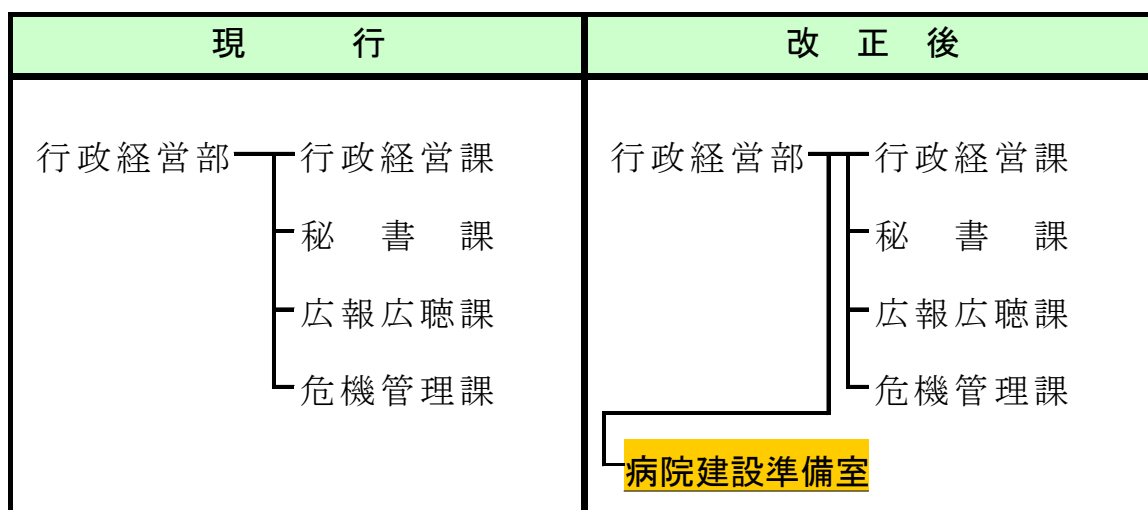 現　行
改　正　後
行政経営部 行政経営課
秘　書　課
広報広聴課
危機管理課
行政経営部 行政経営課
秘　書　課
広報広聴課
危機管理課
病院建設準備室